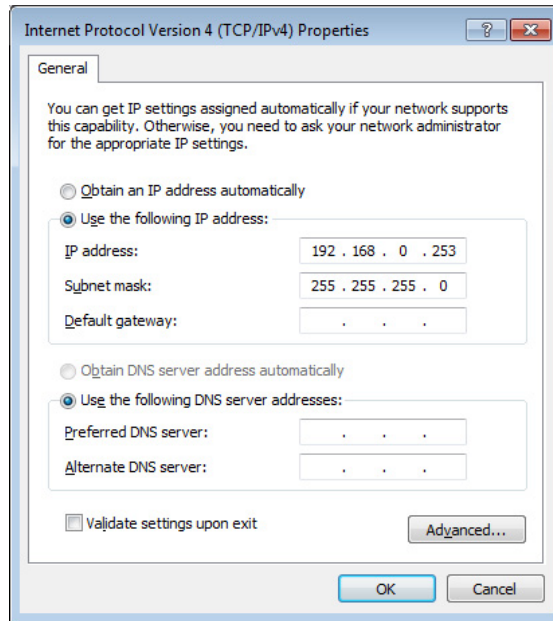 Internet Protocol Version 4 (TCP/IPv4) Properties
?
General
You can get IP settings assigned automatically if your network supports
this capability. Otherwise, you need to ask your network administrator
for the appropriate IP settings.
Obtain an IP address automatically
Use the following IP address:
IP address: 192 . 168 . 0 . 253
Subnet mask: 255 . 255 . 255 . 0
Default gateway: . . .
Obtain DNS server address automatically
Use the following DNS server addresses:
Preferred DNS server: . . .
Alternate DNS server: . . .
Validate settings upon exit
Advanced...
OK Cancel